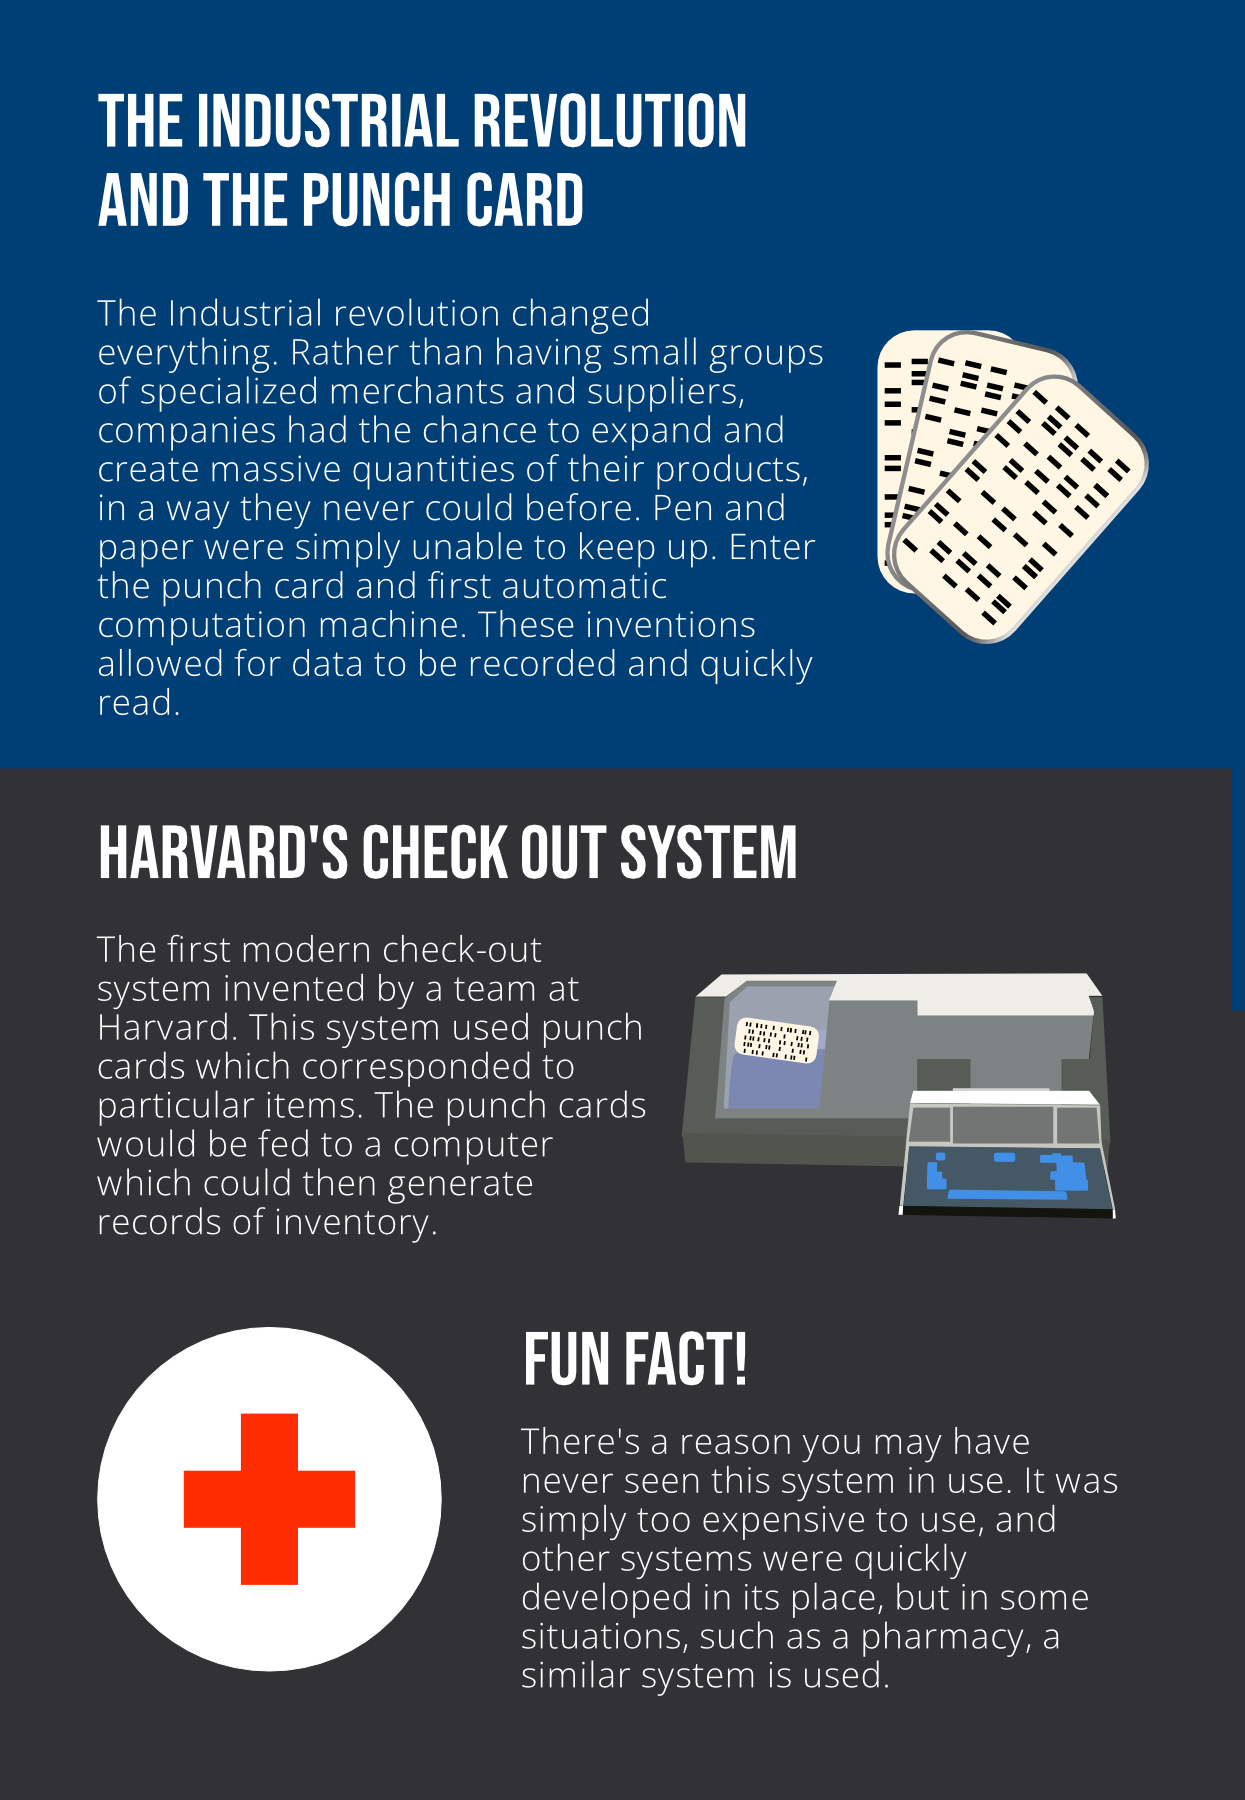 THE INDUSTRIAL REVOLUTION
AND THE PUNCH CARD
The Industrial revolution changed
everything. Rather than having small groups
of specialized merchants and suppliers,
companies had the chance to expand and
create massive quantities of their products,
in a way they never could before. Pen and
paper were simply unable to keep up. Enter
the punch card and first automatic
computation machine. These inventions
allowed for data to be recorded and quickly
read.
HARVARD'S CHECK OUT SYSTEM
The first modern check-out
system invented by a team at
Harvard. This system used punch
cards which corresponded to
particular items. The punch cards
would be fed to a computer
which could then generate
records of inventory.
FUN FACT!
There's a reason you may have
never seen this system in use. It was
simply too expensive to use, and
other systems were quickly
developed in its place, but in some
situations, such as a pharmacy, a
similar system is used.